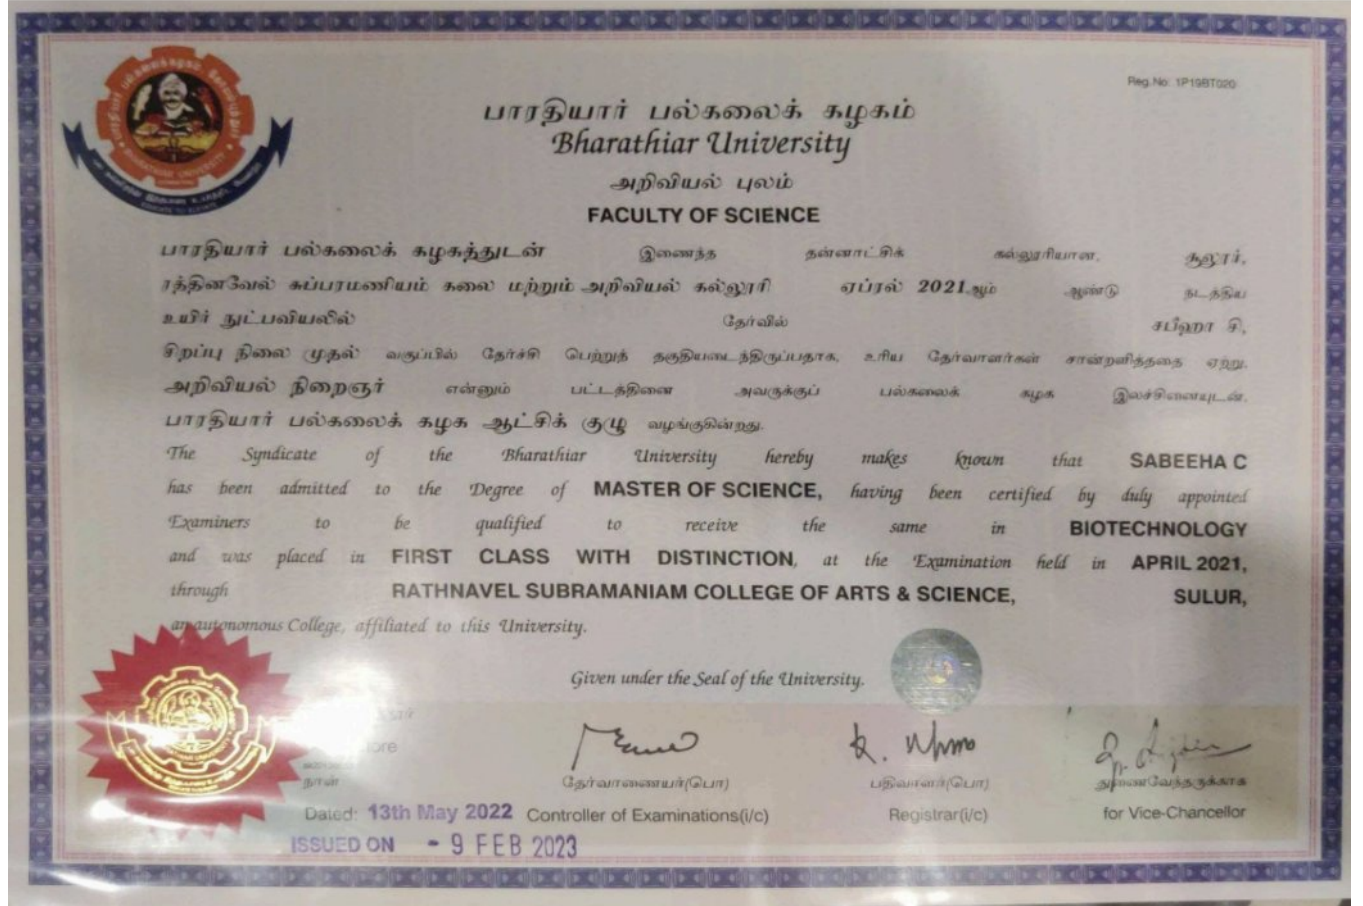 Reg.No: 1P19BT020
பாரதியார் பல்கலைக் கழகம்
Bharathiar University
அறிவியல் புலம்
FACULTY OF SCIENCE
பாரதியார் பல்கலைக் கழகத்துடன் இணைந்த தன்னாட்சிக் கல்லூரியான, சூலூர்,
ரத்தினவேல் சுப்பரமணியம் கலை மற்றும் அறிவியல் கல்லூரி ஏப்ரல் 2021ஆம் ஆண்டு நடத்திய
உயிர் நுட்பவியலில் தேர்வில் சபீஹா சி,
சிறப்பு நிலை முதல் வகுப்பில் தேர்ச்சி பெற்றுத் தகுதியடைந்திருப்பதாக, உரிய தேர்வாளர்கள் சான்றளித்ததை ஏற்று,
அறிவியல் நிறைஞர் என்னும் பட்டத்தினை அவருக்குப் பல்கலைக் கழக இலச்சினையுடன்,
பாரதியார் பல்கலைக் கழக ஆட்சிக் குழு வழங்குகின்றது.
The Syndicate of the Bharathiar University hereby makes known that SABEEHA C
has been admitted to the Degree of MASTER OF SCIENCE, having been certified by duly appointed
Examiners to be qualified to receive the same in BIOTECHNOLOGY
and was placed in FIRST CLASS WITH DISTINCTION, at the Examination held in APRIL 2021,
through RATHNAVEL SUBRAMANIAM COLLEGE OF ARTS & SCIENCE, SULUR,
an autonomous College, affiliated to this University.
Given under the Seal of the University.
நாள்
தேர்வாணையர்(பொ) பதிவாளர்(பொ) துணைவேந்தருக்காக
Dated: 13th May 2022 Controller of Examinations(i/c) Registrar(i/c) for Vice-Chancellor
ISSUED ON - 9 FEB 2023